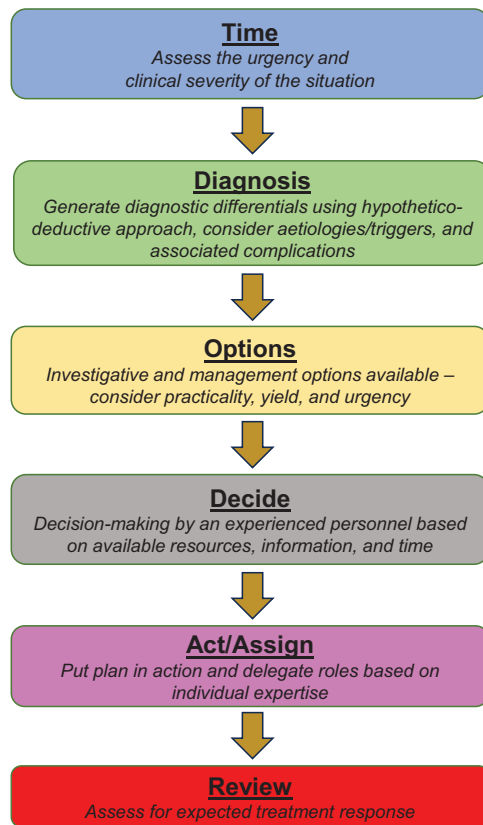 Time
Assess the urgency and
clinical severity of the situation
Diagnosis
Generate diagnostic differentials using hypothetico-
deductive approach, consider aetiologies/triggers, and
associated complications
Options
Investigative and management options available –
consider practicality, yield, and urgency
Decide
Decision-making by an experienced personnel based
on available resources, information, and time
Act/Assign
Put plan in action and delegate roles based on
individual expertise
Review
Assess for expected treatment response